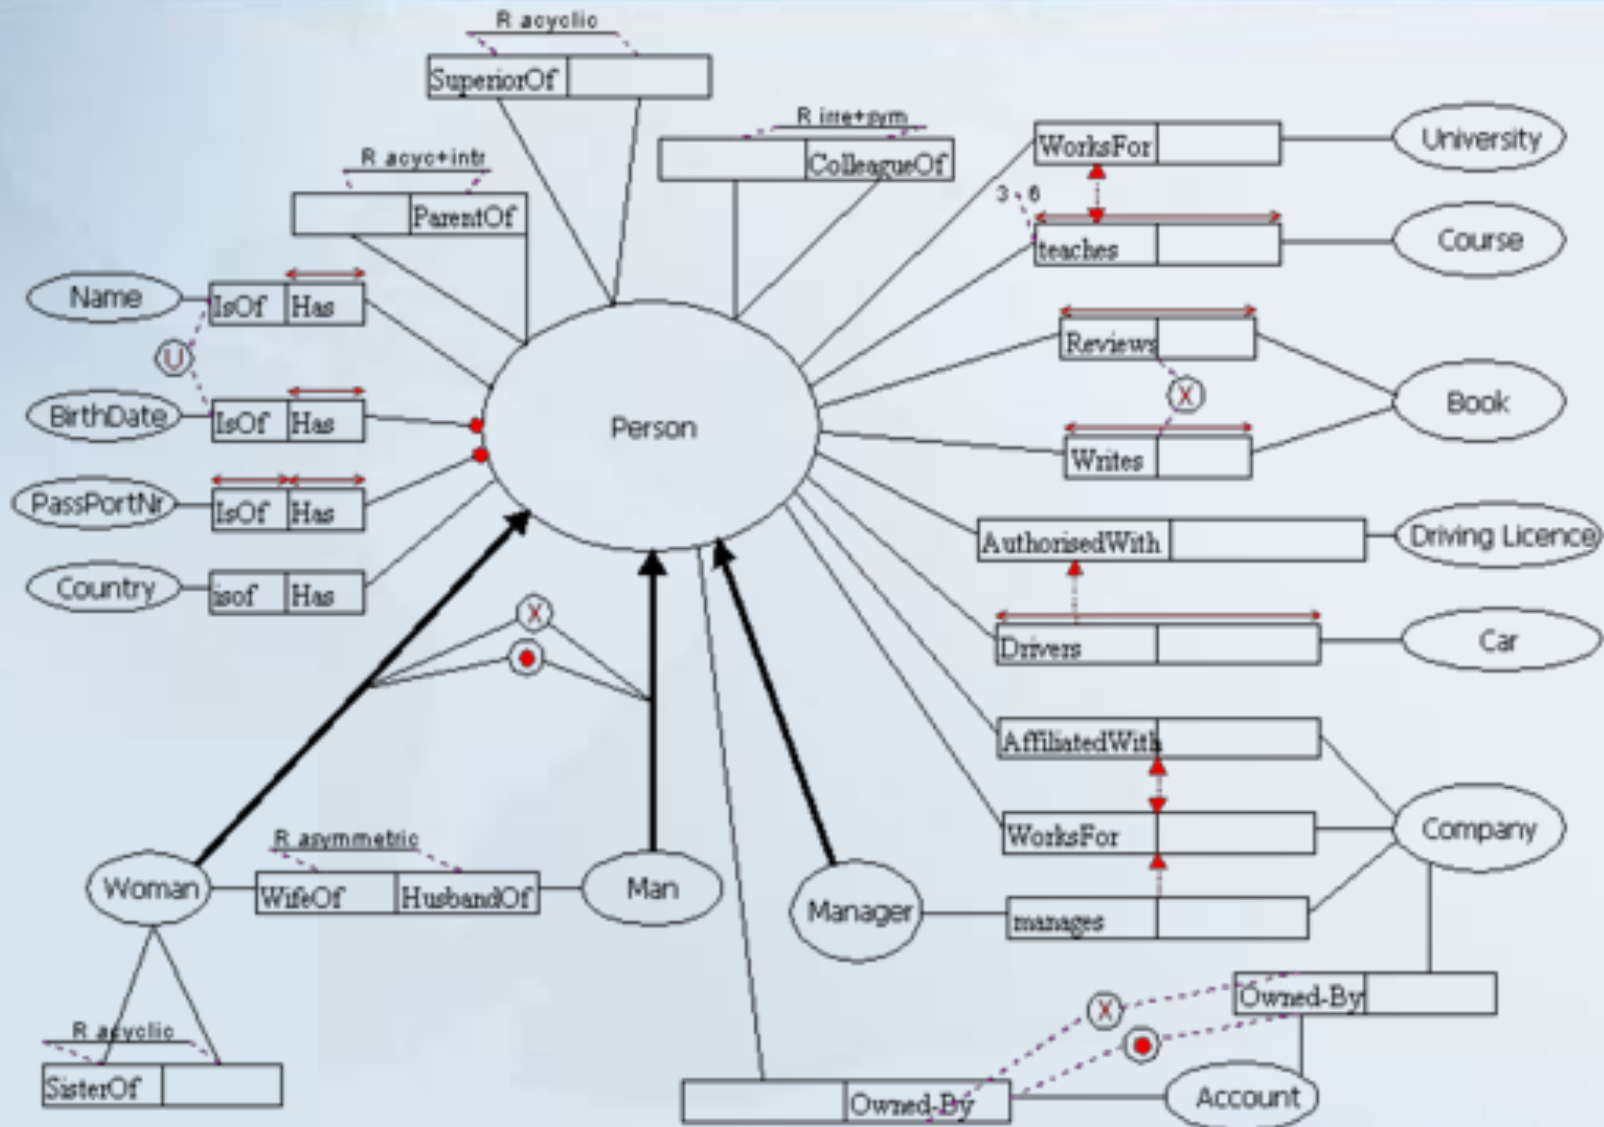 R acyclic
SuperiorOf
R irre+sym
ColleagueOf
R acyc+intr
ParentOf
WorksFor
University
3 - 6
teaches
Course
Name
IsOf
Has
U
Reviews
X
Book
BirthDate
IsOf
Has
Person
Writes
PassPortNr
IsOf
Has
AuthorisedWith
Driving Licence
Country
isof
Has
X
Drivers
Car
AffiliatedWith
WorksFor
Company
R asymmetric
Woman
WifeOf
HusbandOf
Man
Manager
manages
R acyclic
SisterOf
X
Owned-By
Owned-By
Account